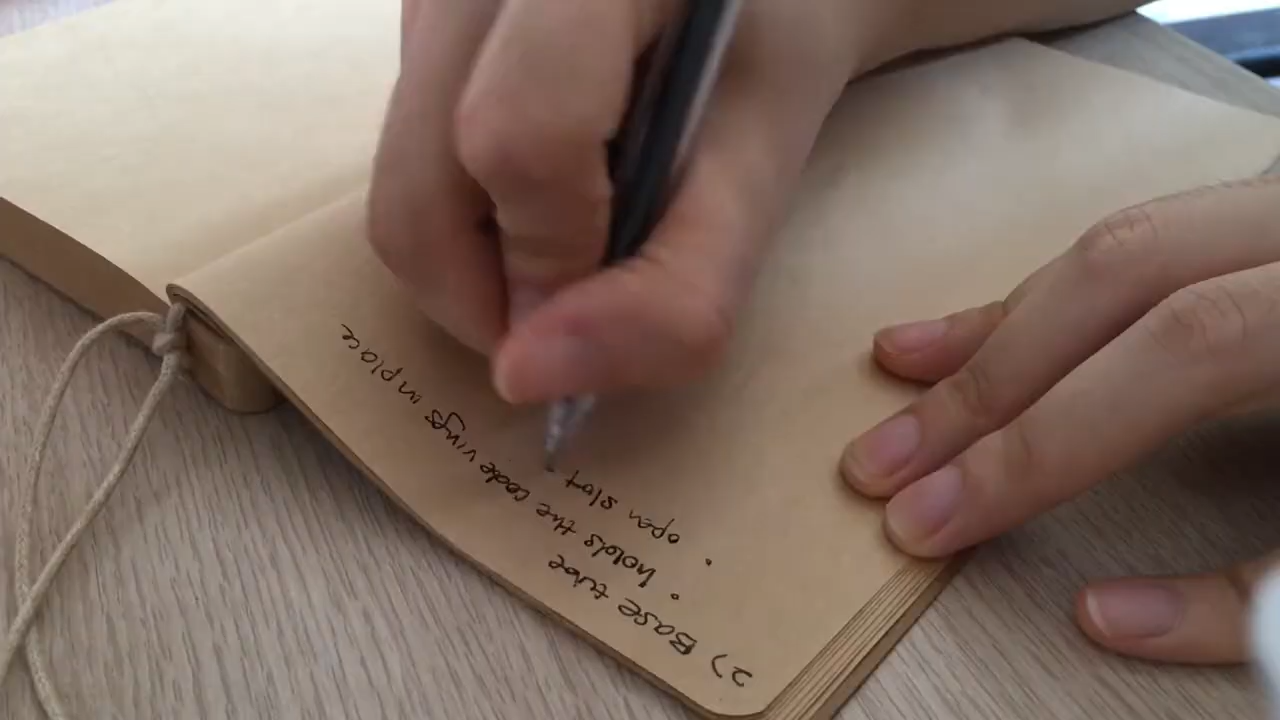 2) Base tube
• holds the code rings in place
• open slot